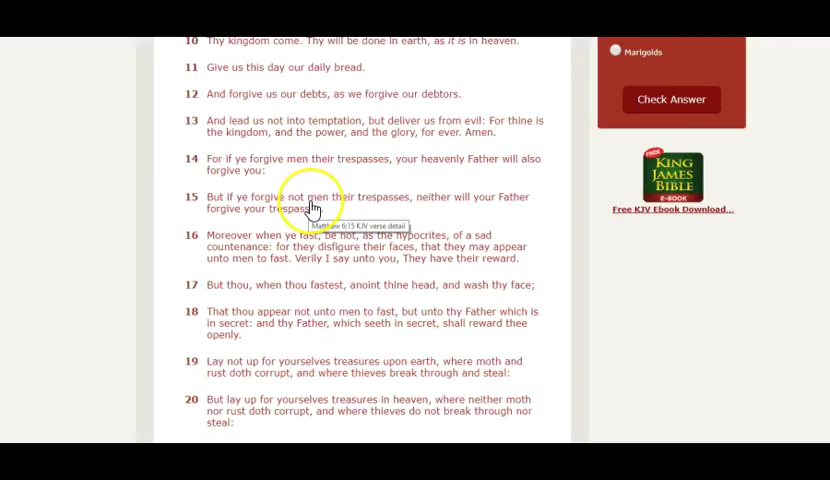 10 Thy kingdom come. Thy will be done in earth, as it is in heaven.
11 Give us this day our daily bread.
12 And forgive us our debts, as we forgive our debtors.
13 And lead us not into temptation, but deliver us from evil: For thine is
the kingdom, and the power, and the glory, for ever. Amen.
14 For if ye forgive men their trespasses, your heavenly Father will also
forgive you:
15 But if ye forgive not men their trespasses, neither will your Father
forgive your trespasses.
Matthew 6:15 KJV verse detail
16 Moreover when ye fast, be not, as the hypocrites, of a sad
countenance: for they disfigure their faces, that they may appear
unto men to fast. Verily I say unto you, They have their reward.
17 But thou, when thou fastest, anoint thine head, and wash thy face;
18 That thou appear not unto men to fast, but unto thy Father which is
in secret: and thy Father, which seeth in secret, shall reward thee
openly.
19 Lay not up for yourselves treasures upon earth, where moth and
rust doth corrupt, and where thieves break through and steal:
20 But lay up for yourselves treasures in heaven, where neither moth
nor rust doth corrupt, and where thieves do not break through nor
steal:
Marigolds
Check Answer
FREE
KING
JAMES
BIBLE
E-BOOK
Free KJV Ebook Download...